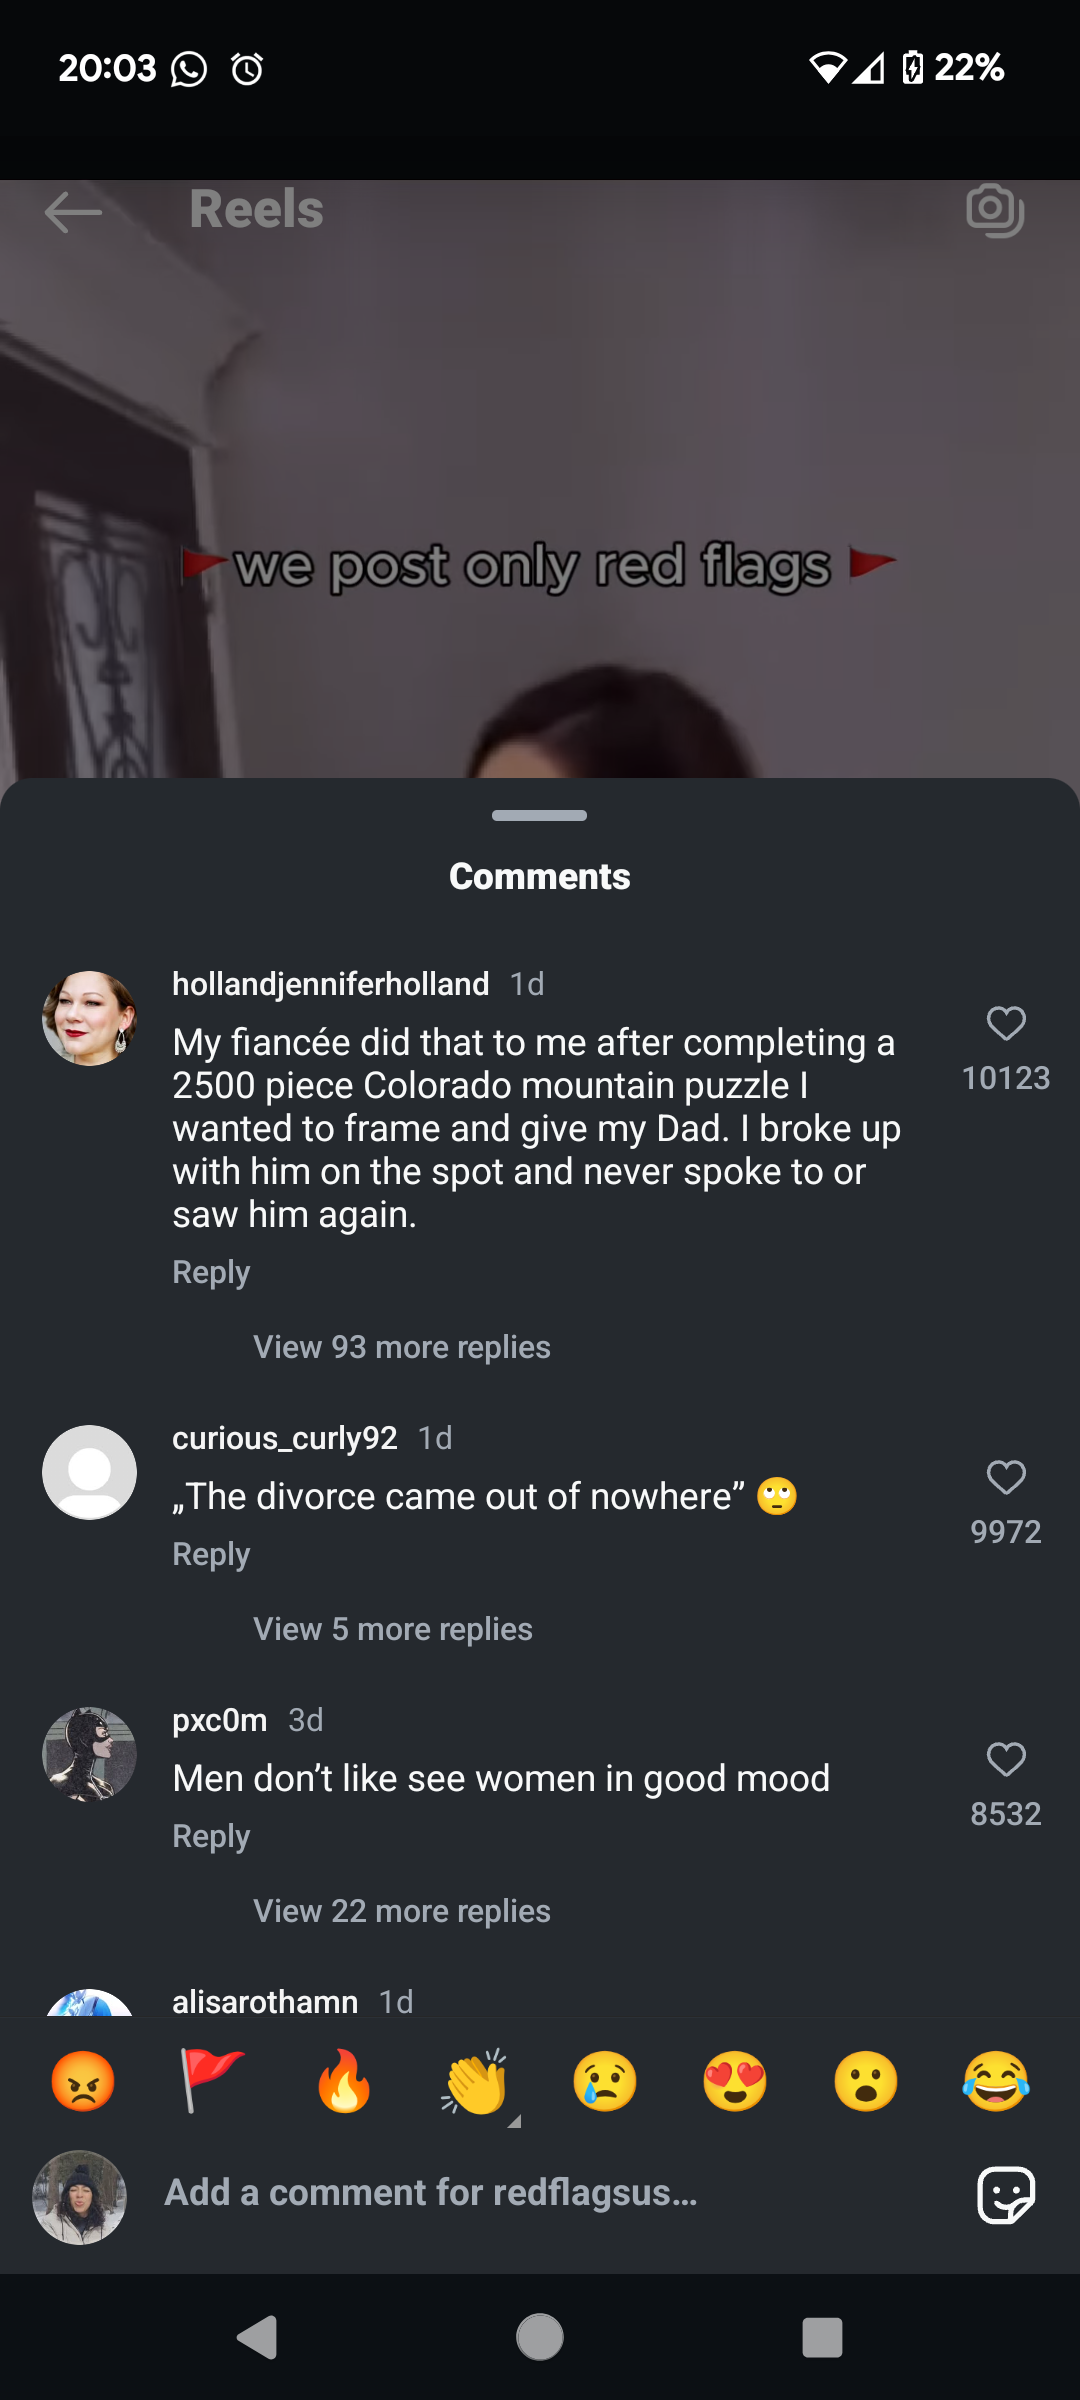 20:03 22%
Reels
🚩we post only red flags🚩
Comments
hollandjenniferholland 1d
My fiancée did that to me after completing a
2500 piece Colorado mountain puzzle I
wanted to frame and give my Dad. I broke up
with him on the spot and never spoke to or
saw him again.
10123
Reply
View 93 more replies
curious_curly92 1d
„The divorce came out of nowhere” 🙄
9972
Reply
View 5 more replies
pxc0m 3d
Men don’t like see women in good mood
8532
Reply
View 22 more replies
alisarothamn 1d
😡 🚩 🔥 👏 😢 😍 😮 😂
Add a comment for redflagsus...